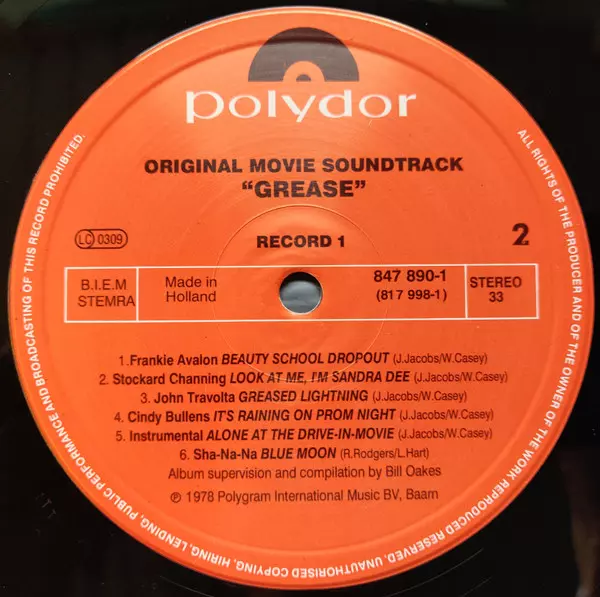 polydor
ORIGINAL MOVIE SOUNDTRACK
“GREASE”
LC 0309
RECORD 1
2
B.I.E.M
STEMRA
Made in
Holland
847 890-1
(817 998-1)
STEREO
33
1.Frankie Avalon BEAUTY SCHOOL DROPOUT (J.Jacobs/W.Casey)
2. Stockard Channing LOOK AT ME, I'M SANDRA DEE (J.Jacobs/W.Casey)
3. John Travolta GREASED LIGHTNING (J.Jacobs/W.Casey)
4. Cindy Bullens IT'S RAINING ON PROM NIGHT (J.Jacobs/W.Casey)
5. Instrumental ALONE AT THE DRIVE-IN-MOVIE (J.Jacobs/W.Casey)
6. Sha-Na-Na BLUE MOON (R.Rodgers/L.Hart)
Album supervision and compilation by Bill Oakes
℗ 1978 Polygram International Music BV, Baarn
ALL RIGHTS OF THE PRODUCER AND OF THE OWNER OF THE WORK REPRODUCED RESERVED. UNAUTHORISED COPYING, HIRING, LENDING, PUBLIC PERFORMANCE AND BROADCASTING OF THIS RECORD PROHIBITED.